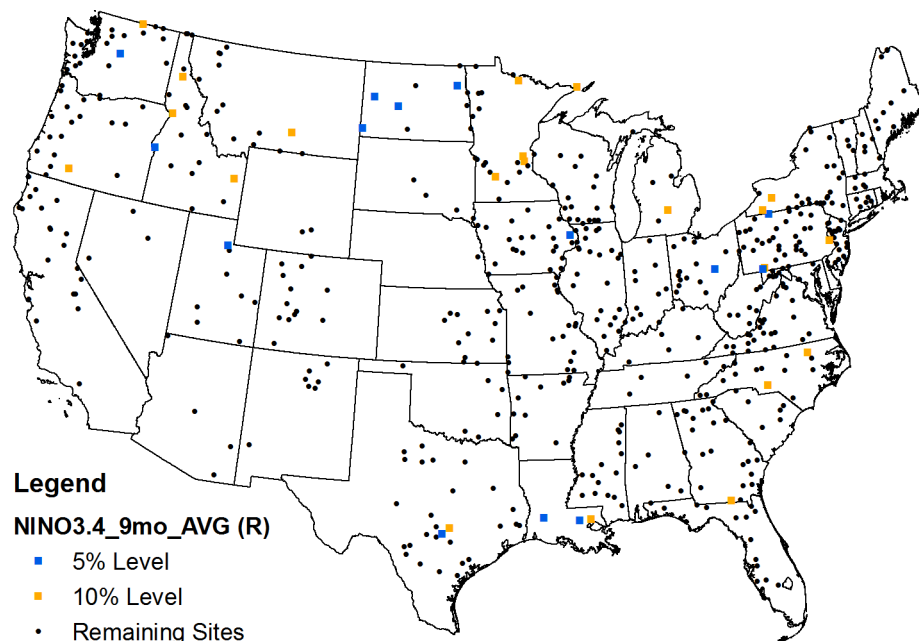 Legend
NINO3.4_9mo_AVG (R)
5% Level
10% Level
Remaining Sites